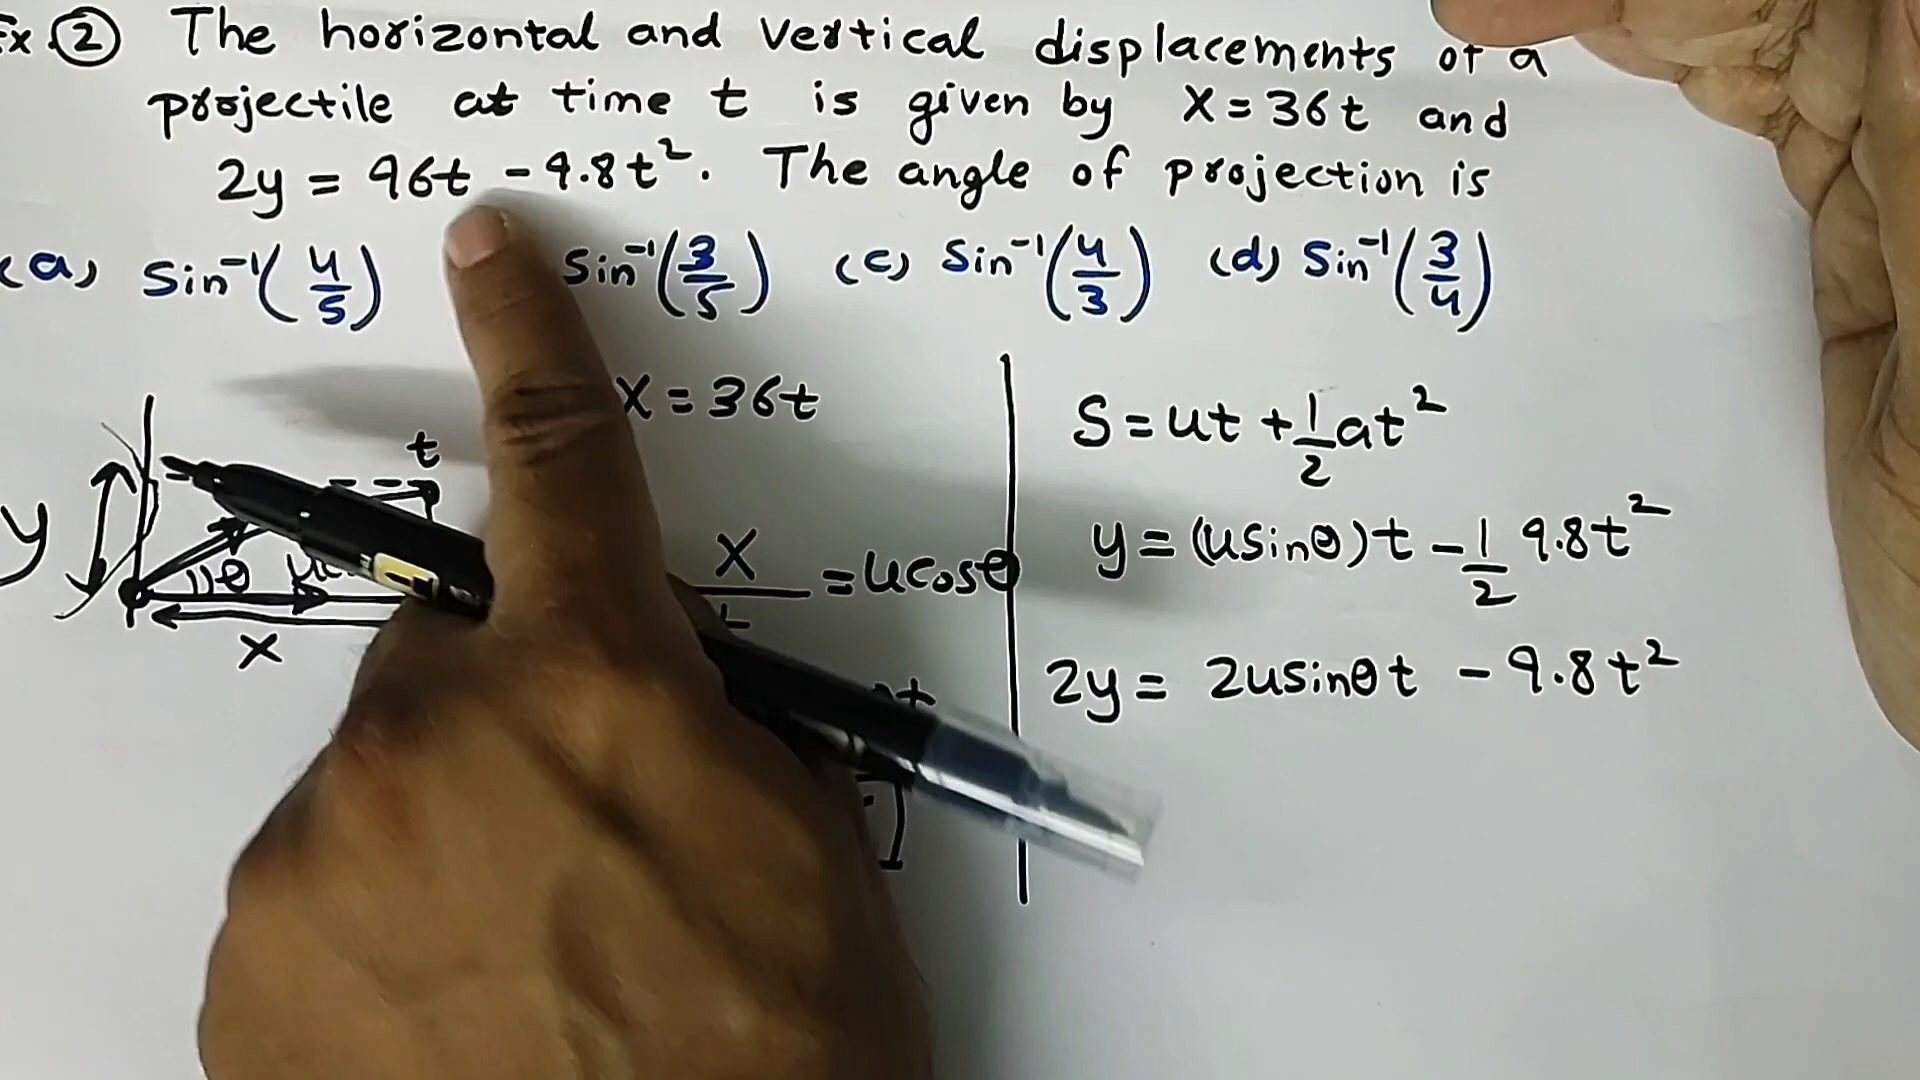 Ex. ② The horizontal and vertical displacements of a
projectile at time t is given by X = 36t and
2y = 96t - 9.8t². The angle of projection is
(a) Sin⁻¹(4/5) Sin⁻¹(3/5) (c) Sin⁻¹(4/3) (d) Sin⁻¹(3/4)
t
y
θ
x
X = 36t
X/t = ucosθ
S = ut + 1/2 at²
y = (usinθ)t - 1/2 9.8t²
2y = 2usinθt - 9.8t²